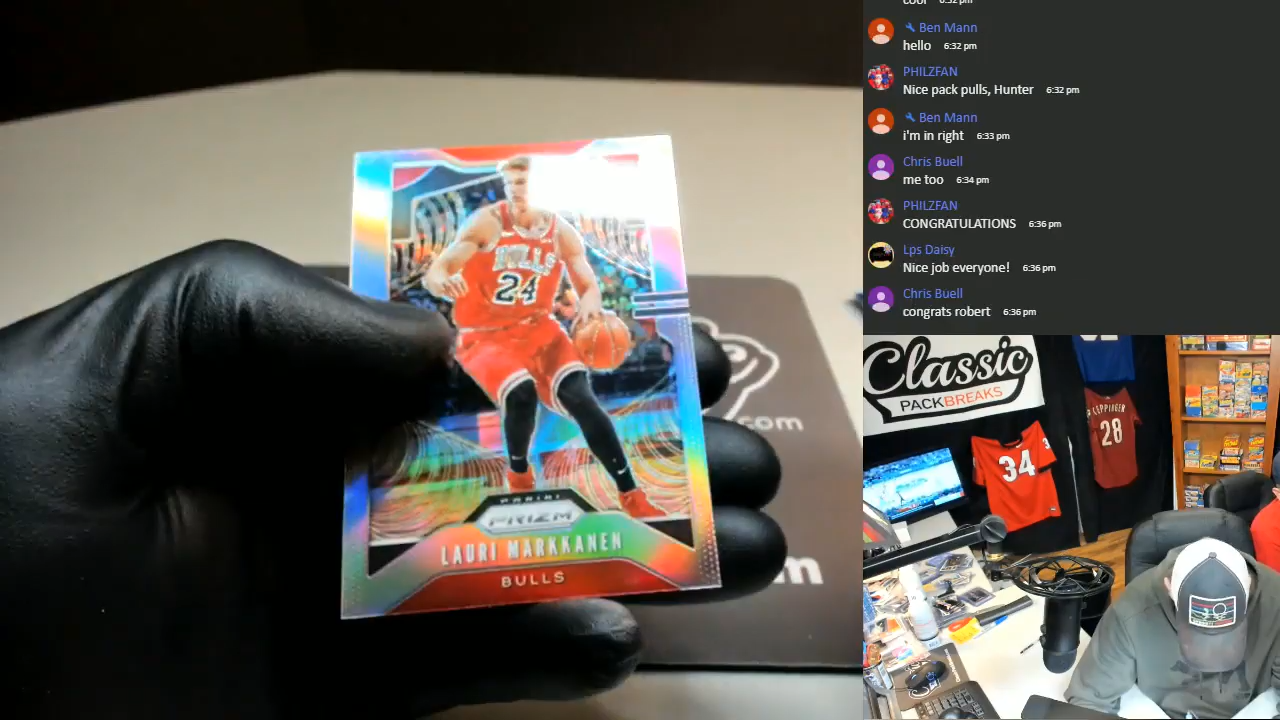 BULLS
24
PANINI
PRIZM
LAURI MARKKANEN
BULLS
.com
m
Ben Mann
hello 6:32 pm
PHILZFAN
Nice pack pulls, Hunter 6:32 pm
Ben Mann
i'm in right 6:33 pm
Chris Buell
me too 6:34 pm
PHILZFAN
CONGRATULATIONS 6:36 pm
Lps Daisy
Nice job everyone! 6:36 pm
Chris Buell
congrats robert 6:36 pm
Classic
PACKBREAKS
34
28